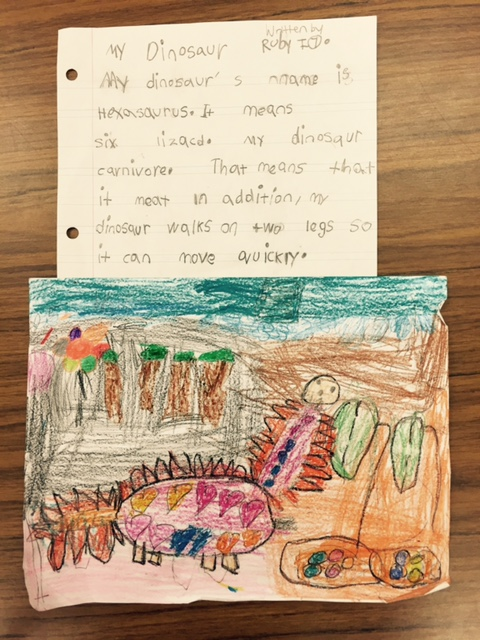 Written by
My Dinosaur Ruby
My dinosaur's nname is
Hexasaurus. It means
six lizacd. My dinosaur
carnivore. That means that
it meat In addition, my
dinosaur walks on two legs so
it can move quickly.